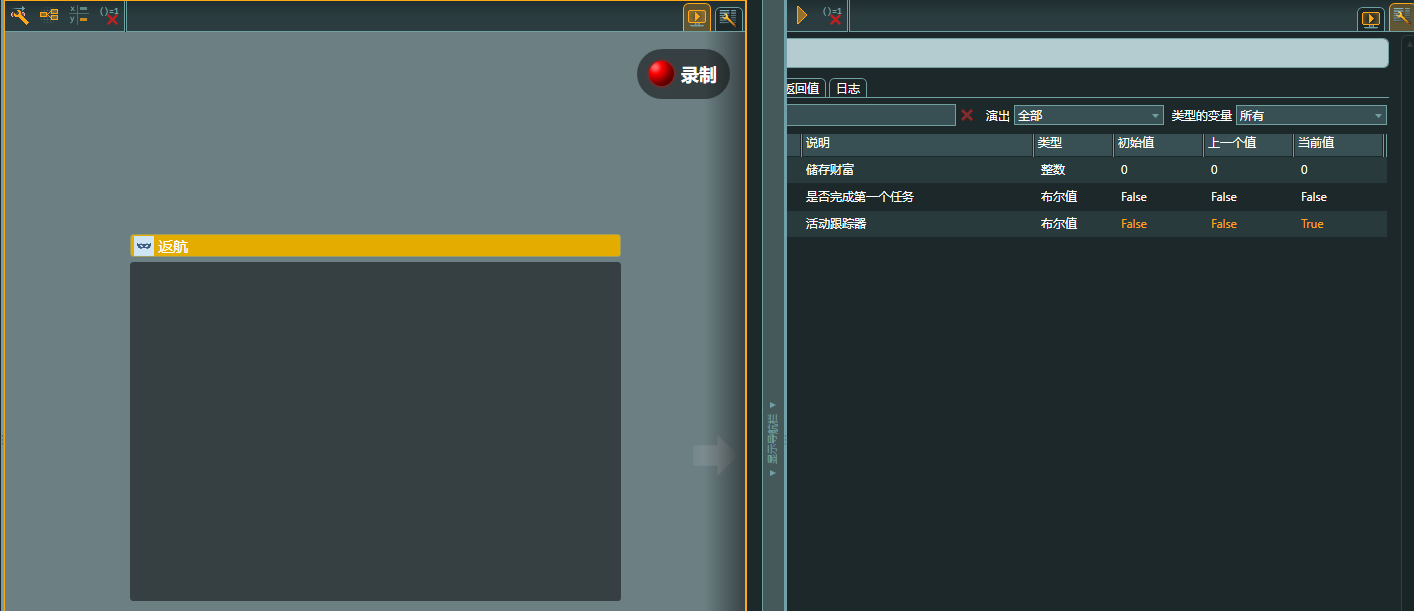 ()=1
x
y
()=1
录制
返航
显示导航栏
返回值
日志
演出 全部 类型的变量 所有
说明 类型 初始值 上一个值 当前值
储存财富 整数 0 0 0
是否完成第一个任务 布尔值 False False False
活动跟踪器 布尔值 False False True